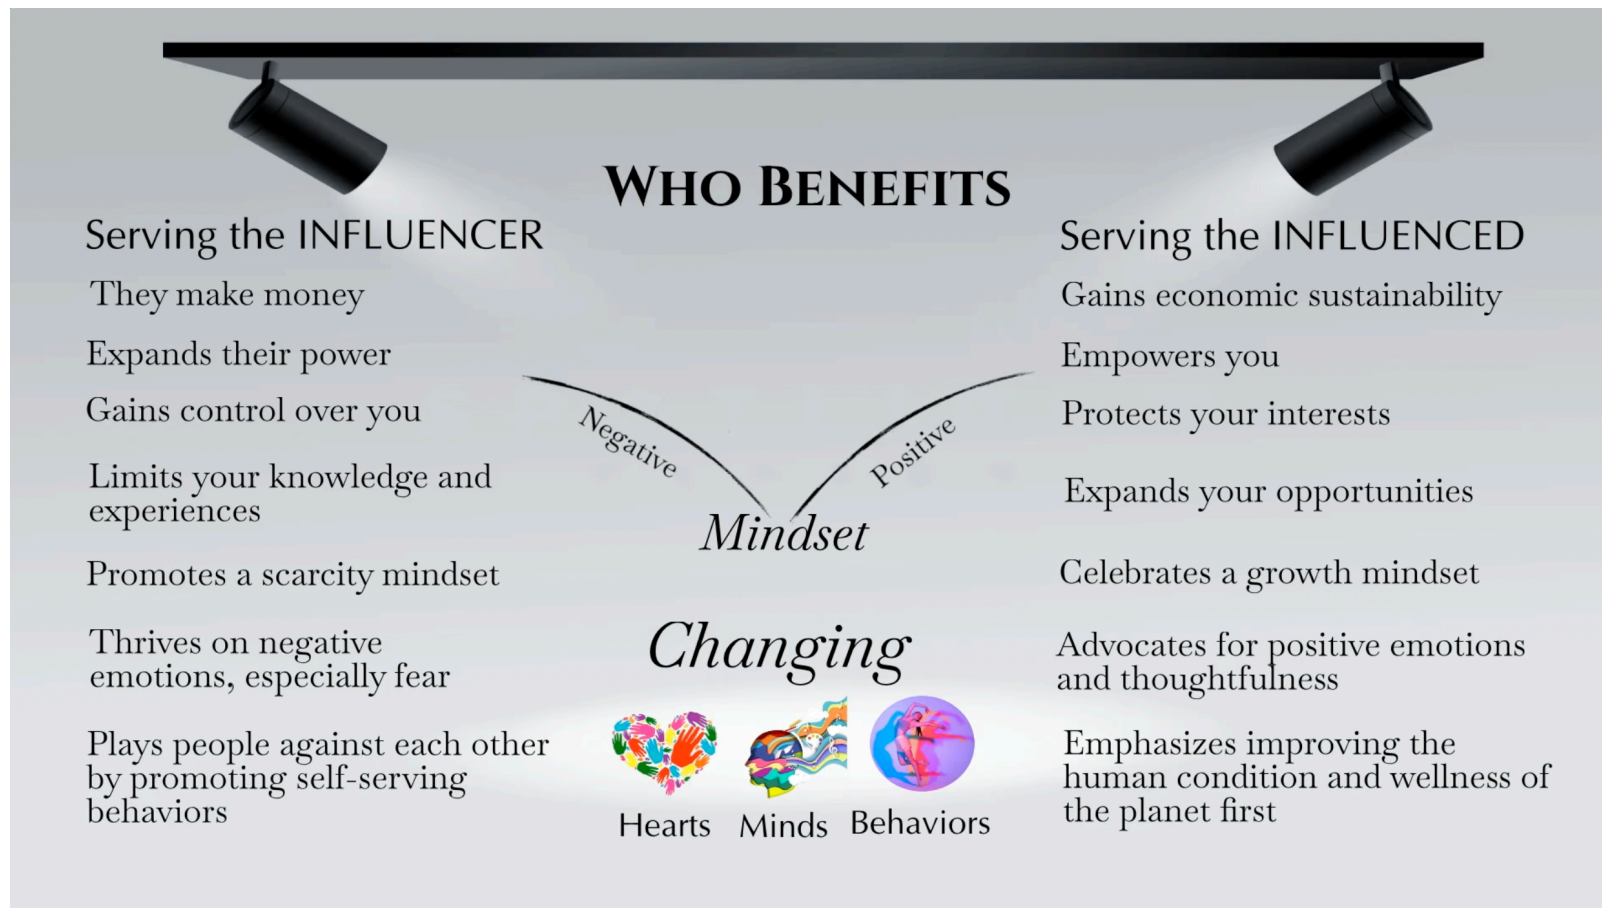 WHO BENEFITS
Serving the INFLUENCER
They make money
Expands their power
Gains control over you
Limits your knowledge and
experiences
Promotes a scarcity mindset
Thrives on negative
emotions, especially fear
Plays people against each other
by promoting self-serving
behaviors
Negative
Positive
Mindset
Changing
Hearts
Minds
Behaviors
Serving the INFLUENCED
Gains economic sustainability
Empowers you
Protects your interests
Expands your opportunities
Celebrates a growth mindset
Advocates for positive emotions
and thoughtfulness
Emphasizes improving the
human condition and wellness of
the planet first